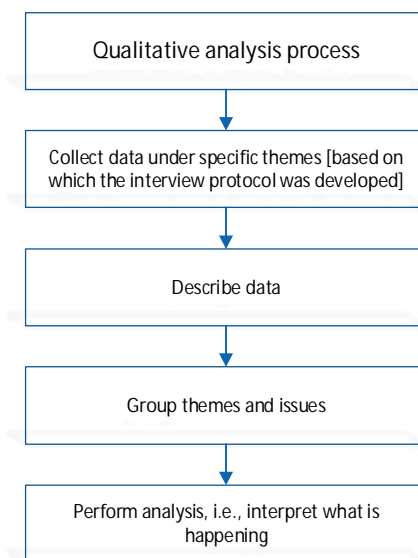 Qualitative analysis process
Collect data under specific themes [based on
which the interview protocol was developed]
Describe data
Group themes and issues
Perform analysis, i.e., interpret what is
happening